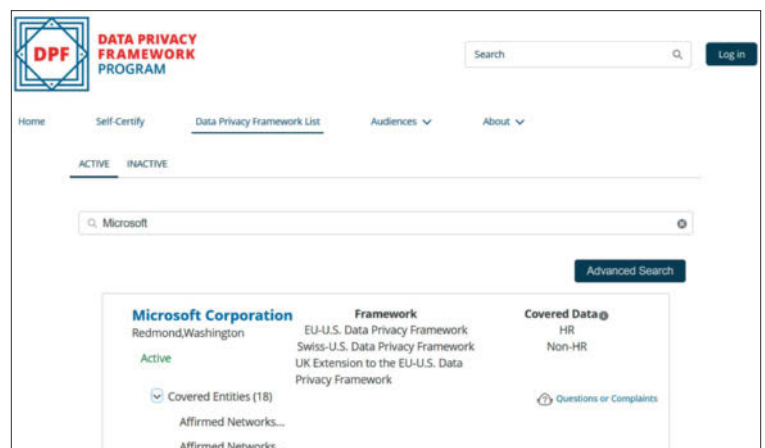 DPF
DATA PRIVACY
FRAMEWORK
PROGRAM
Search
Log in
Home
Self-Certify
Data Privacy Framework List
Audiences
About
ACTIVE INACTIVE
Microsoft
Advanced Search
Microsoft Corporation
Redmond,Washington
Active
Framework
EU-U.S. Data Privacy Framework
Swiss-U.S. Data Privacy Framework
UK Extension to the EU-U.S. Data
Privacy Framework
Covered Data
HR
Non-HR
Covered Entities (18)
Questions or Complaints
Affirmed Networks...
Affirmed Networks